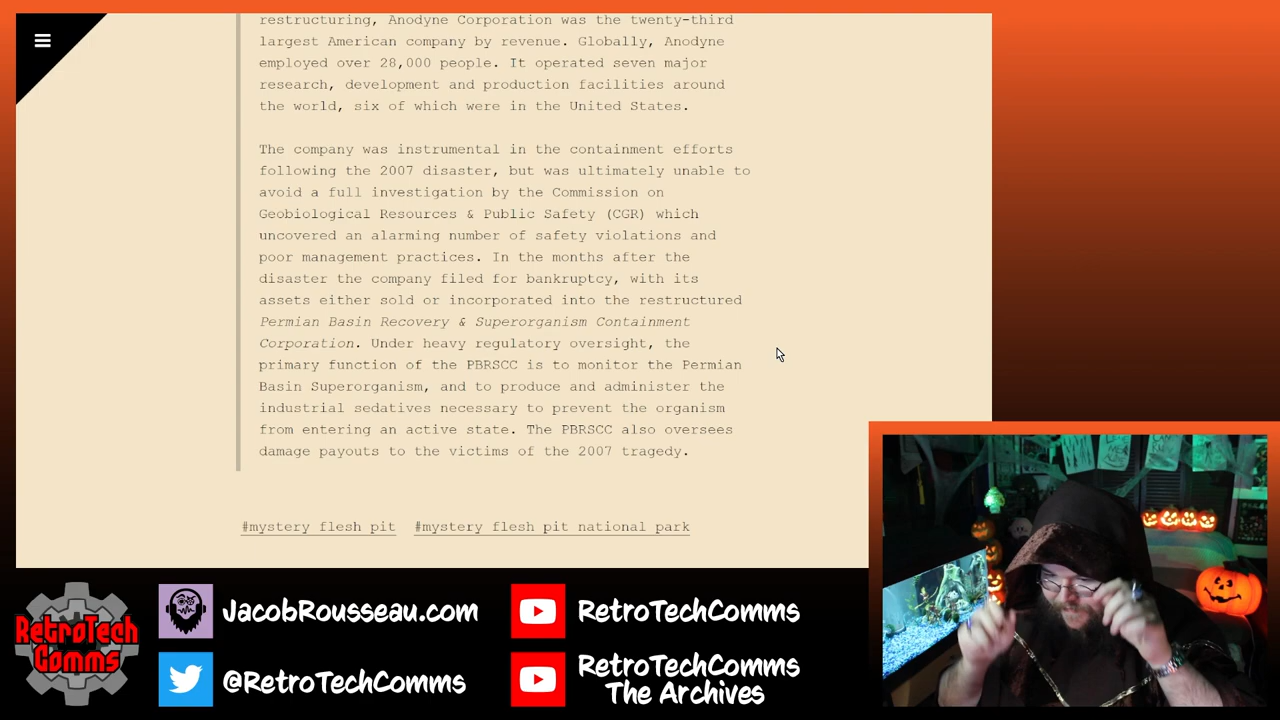 restructuring, Anodyne Corporation was the twenty-third
largest American company by revenue. Globally, Anodyne
employed over 28,000 people. It operated seven major
research, development and production facilities around
the world, six of which were in the United States.
The company was instrumental in the containment efforts
following the 2007 disaster, but was ultimately unable to
avoid a full investigation by the Commission on
Geobiological Resources & Public Safety (CGR) which
uncovered an alarming number of safety violations and
poor management practices. In the months after the
disaster the company filed for bankruptcy, with its
assets either sold or incorporated into the restructured
Permian Basin Recovery & Superorganism Containment
Corporation. Under heavy regulatory oversight, the
primary function of the PBRSCC is to monitor the Permian
Basin Superorganism, and to produce and administer the
industrial sedatives necessary to prevent the organism
from entering an active state. The PBRSCC also oversees
damage payouts to the victims of the 2007 tragedy.
#mystery flesh pit #mystery flesh pit national park
RetroTech
Comms
JacobRousseau.com
@RetroTechComms
RetroTechComms
RetroTechComms
The Archives